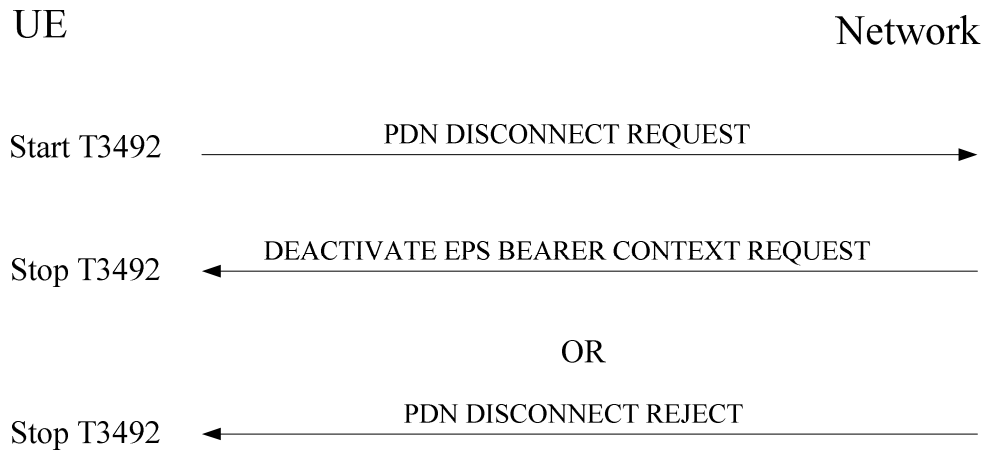 UE
Network
Start T3492
PDN DISCONNECT REQUEST
DEACTIVATE EPS BEARER CONTEXT REQUEST
Stop T3492
OR
PDN DISCONNECT REJECT
Stop T3492